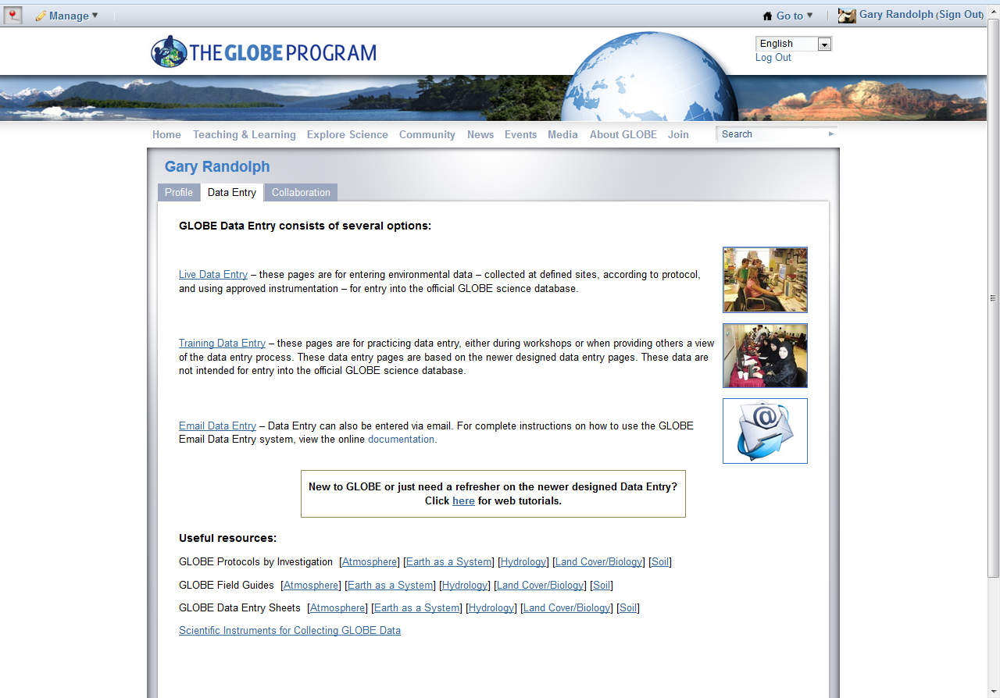 Manage
Go to
Gary Randolph (Sign Out)
THE GLOBE PROGRAM
English
Log Out
Home Teaching & Learning Explore Science Community News Events Media About GLOBE Join
Search
Gary Randolph
Profile Data Entry Collaboration
GLOBE Data Entry consists of several options:
Live Data Entry – these pages are for entering environmental data – collected at defined sites, according to protocol,
and using approved instrumentation – for entry into the official GLOBE science database.
Training Data Entry – these pages are for practicing data entry, either during workshops or when providing others a view
of the data entry process. These data entry pages are based on the newer designed data entry pages. These data are
not intended for entry into the official GLOBE science database.
Email Data Entry – Data Entry can also be entered via email. For complete instructions on how to use the GLOBE
Email Data Entry system, view the online documentation.
@
New to GLOBE or just need a refresher on the newer designed Data Entry?
Click here for web tutorials.
Useful resources:
GLOBE Protocols by Investigation [Atmosphere] [Earth as a System] [Hydrology] [Land Cover/Biology] [Soil]
GLOBE Field Guides [Atmosphere] [Earth as a System] [Hydrology] [Land Cover/Biology] [Soil]
GLOBE Data Entry Sheets [Atmosphere] [Earth as a System] [Hydrology] [Land Cover/Biology] [Soil]
Scientific Instruments for Collecting GLOBE Data